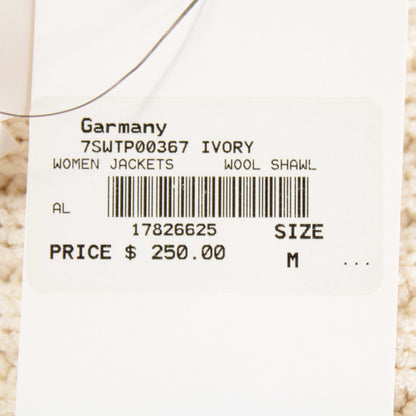 Garmany
7SWTP00367 IVORY
WOMEN JACKETS WOOL SHAWL
AL
17826625 SIZE
PRICE $ 250.00 M ...